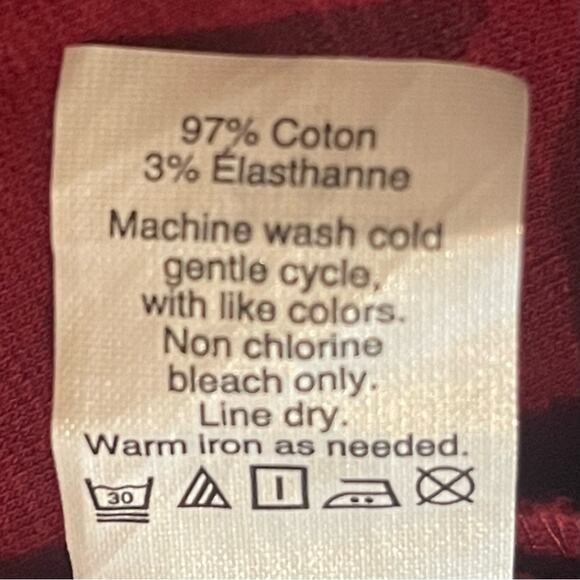 97% Coton
3% Élasthanne
Machine wash cold
gentle cycle,
with like colors.
Non chlorine
bleach only.
Line dry.
Warm iron as needed.
30